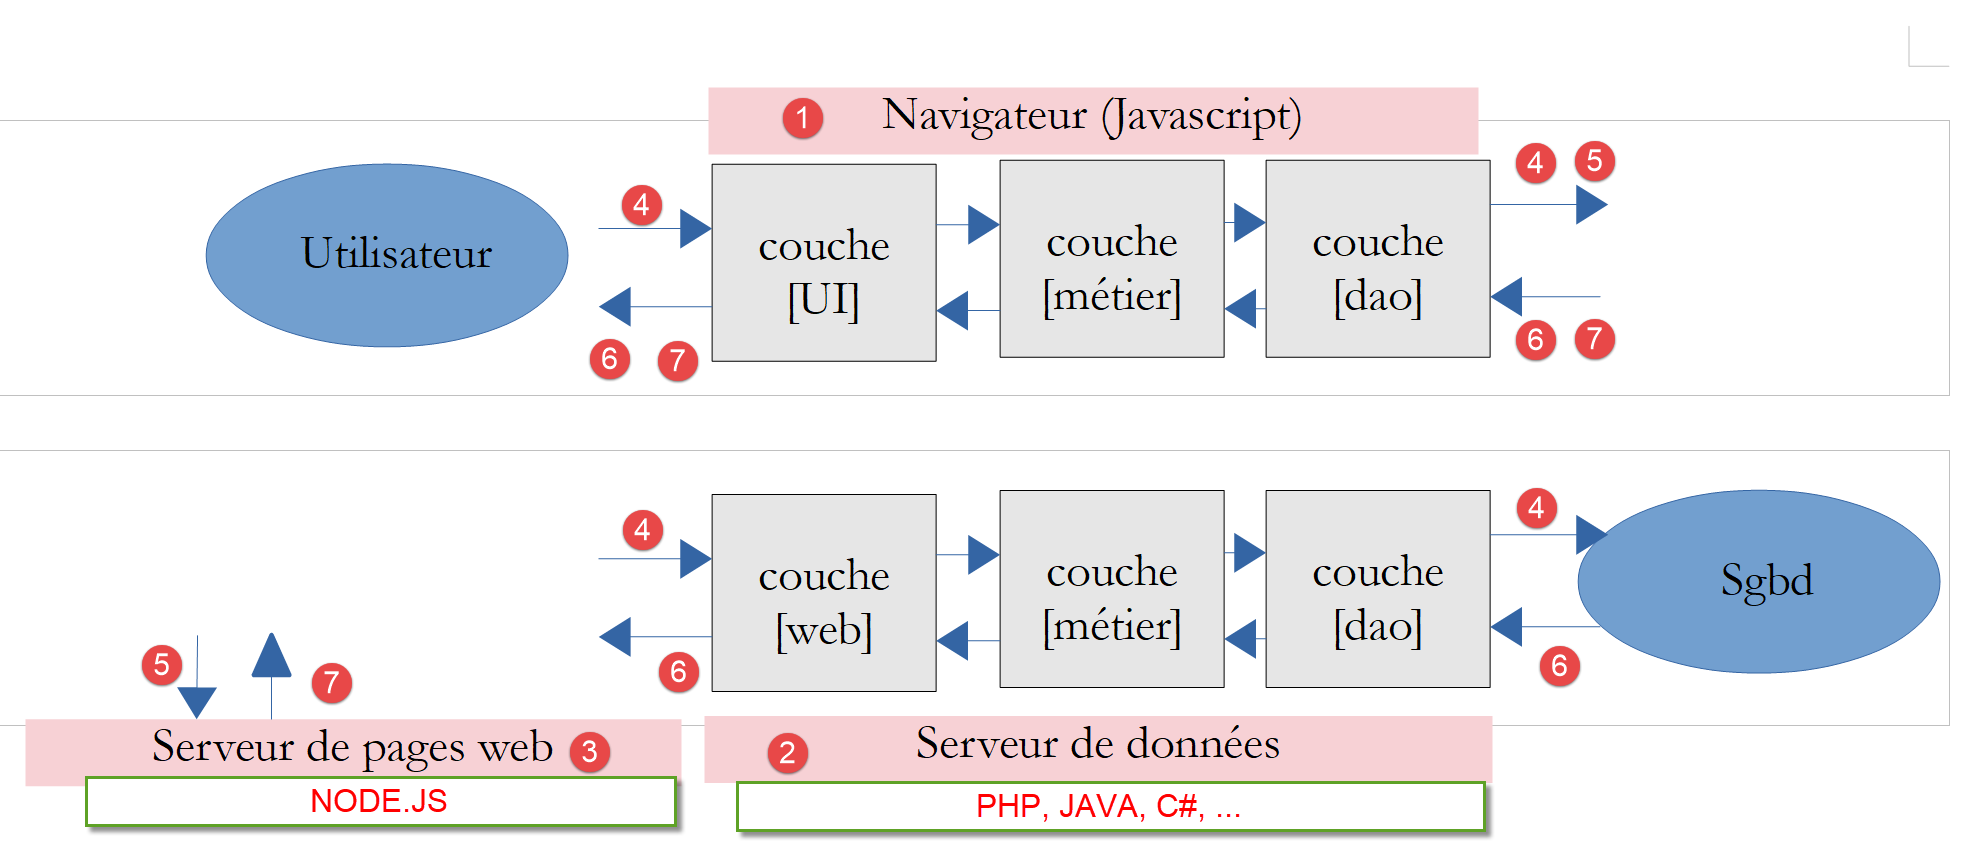 1 Navigateur (Javascript)
4 5
4
Utilisateur
couche
[UI]
couche
[métier]
couche
[dao]
6 7
6 7
4
4
couche
[web]
couche
[métier]
couche
[dao]
Sgbd
5
7
6
6
Serveur de pages web 3
2 Serveur de données
NODE.JS
PHP, JAVA, C#, ...